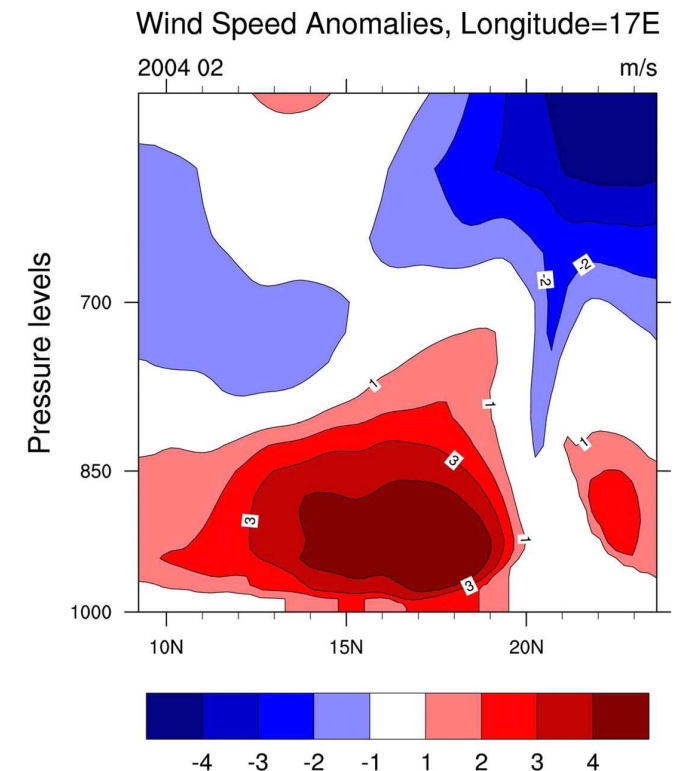 Wind Speed Anomalies, Longitude=17E
2004 02 m/s
-2
-2
700
1
1
3
850
1
3
1
3
1000
10N 15N 20N
Pressure levels
-4 -3 -2 -1 1 2 3 4